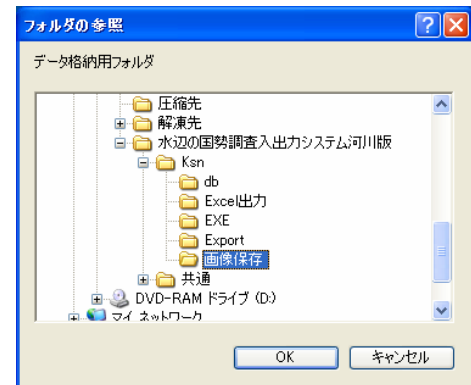 フォルダの参照
データ格納用フォルダ
圧縮先
解凍先
水辺の国勢調査入出力システム河川版
Ksn
db
Excel出力
EXE
Export
画像保存
共通
DVD-RAM ドライブ (D:)
マイ ネットワーク
OK
キャンセル